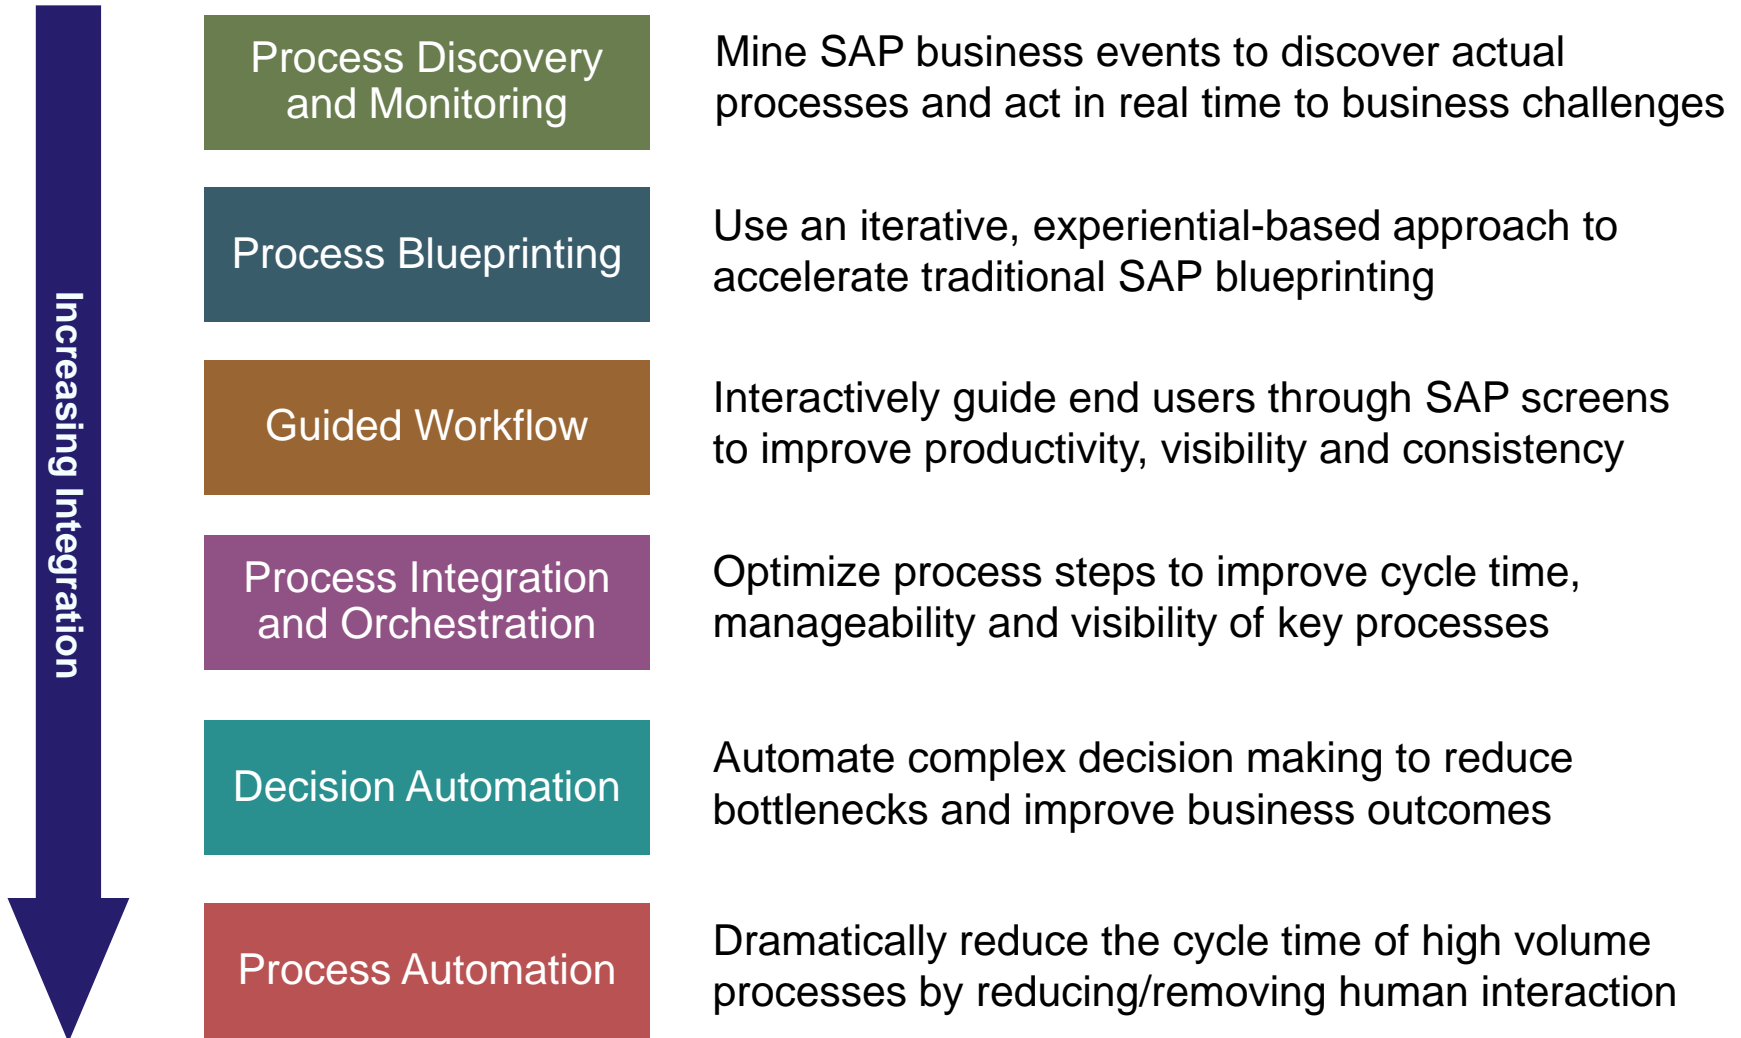 Increasing Integration
Process Discovery
and Monitoring
Mine SAP business events to discover actual
processes and act in real time to business challenges
Process Blueprinting
Use an iterative, experiential-based approach to
accelerate traditional SAP blueprinting
Guided Workflow
Interactively guide end users through SAP screens
to improve productivity, visibility and consistency
Process Integration
and Orchestration
Optimize process steps to improve cycle time,
manageability and visibility of key processes
Decision Automation
Automate complex decision making to reduce
bottlenecks and improve business outcomes
Process Automation
Dramatically reduce the cycle time of high volume
processes by reducing/removing human interaction